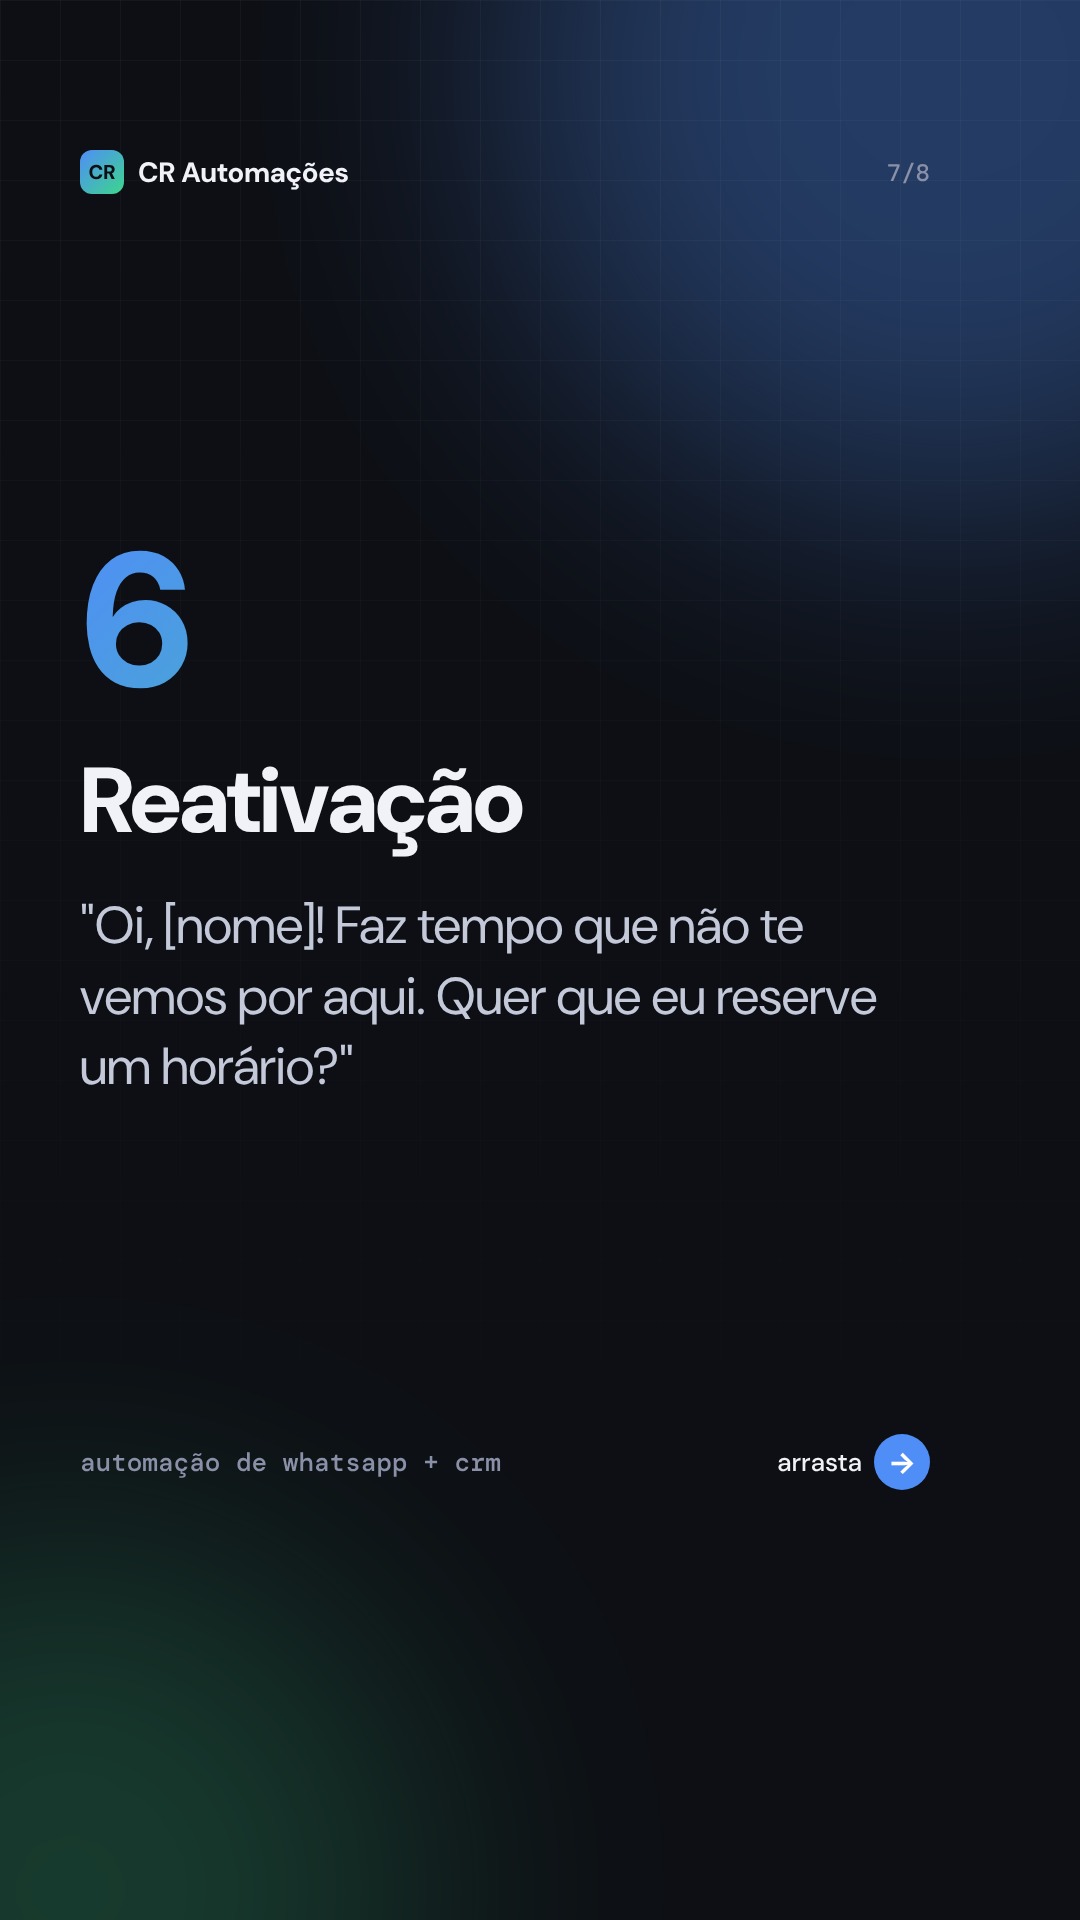 CR CR Automações
7/8
6
Reativação
"Oi, [nome]! Faz tempo que não te
vemos por aqui. Quer que eu reserve
um horário?"
automação de whatsapp + crm
arrasta →